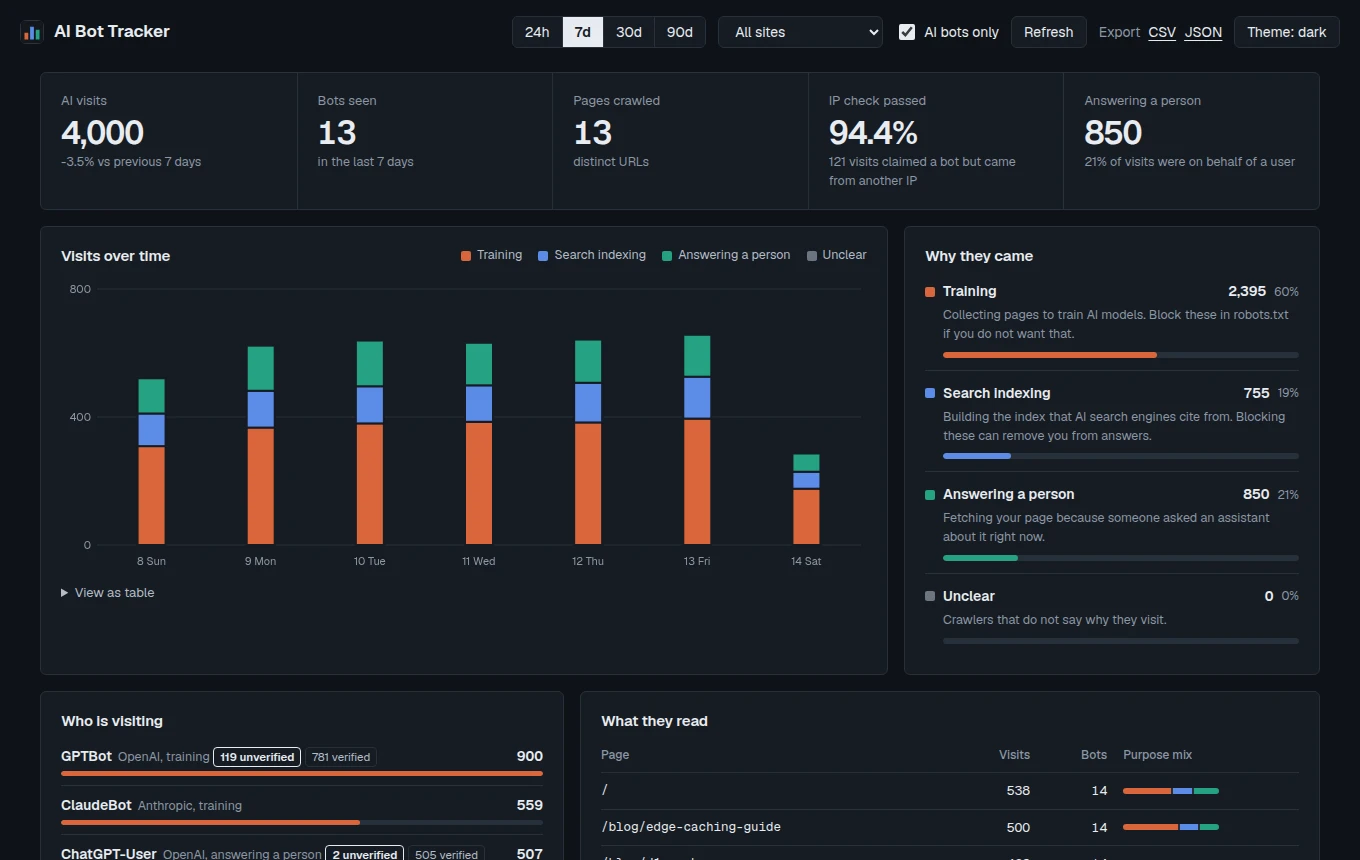 AI Bot Tracker
24h 7d 30d 90d All sites AI bots only Refresh Export CSV JSON Theme: dark
AI visits
4,000
-3.5% vs previous 7 days
Bots seen
13
in the last 7 days
Pages crawled
13
distinct URLs
IP check passed
94.4%
121 visits claimed a bot but came
from another IP
Answering a person
850
21% of visits were on behalf of a user
Visits over time
Training Search indexing Answering a person Unclear
800
400
0
8 Sun 9 Mon 10 Tue 11 Wed 12 Thu 13 Fri 14 Sat
View as table
Why they came
Training 2,395 60%
Collecting pages to train AI models. Block these in robots.txt
if you do not want that.
Search indexing 755 19%
Building the index that AI search engines cite from. Blocking
these can remove you from answers.
Answering a person 850 21%
Fetching your page because someone asked an assistant
about it right now.
Unclear 0 0%
Crawlers that do not say why they visit.
Who is visiting
GPTBot OpenAI, training 119 unverified 781 verified 900
ClaudeBot Anthropic, training 559
ChatGPT-User OpenAI, answering a person 2 unverified 505 verified 507
What they read
Page Visits Bots Purpose mix
/ 538 14
/blog/edge-caching-guide 500 14